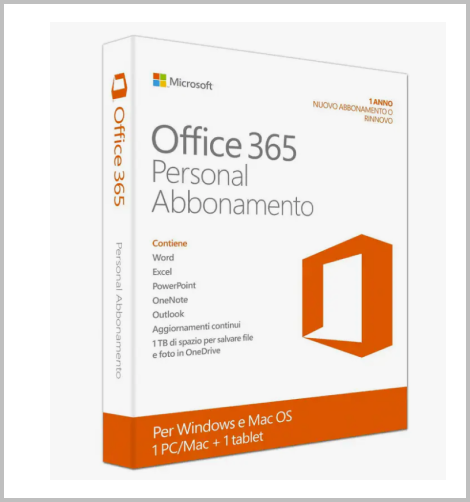 Microsoft
1 ANNO
NUOVO ABBONAMENTO O
RINNOVO
Office 365
Personal
Abbonamento
Contiene
Word
Excel
PowerPoint
OneNote
Outlook
Aggiornamenti continui
1 TB di spazio per salvare file
e foto in OneDrive
Per Windows e Mac OS
1 PC/Mac + 1 tablet
Office 365
Personal Abbonamento